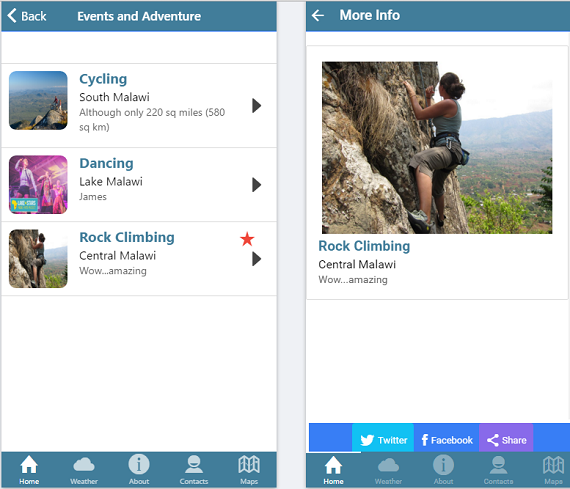 Back
Events and Adventure
Cycling
South Malawi
Although only 220 sq miles (580
sq km)
Dancing
Lake Malawi
James
Rock Climbing
Central Malawi
Wow...amazing
Home
Weather
About
Contacts
Maps
More Info
Rock Climbing
Central Malawi
Wow...amazing
Twitter
Facebook
Share
Home
Weather
About
Contacts
Maps